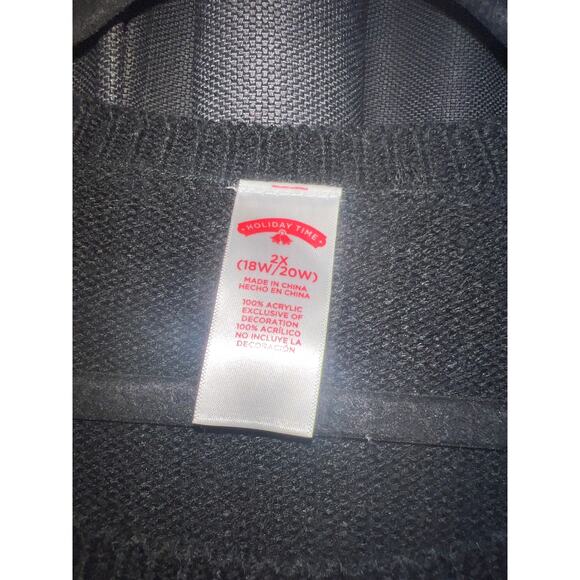 • HOLIDAY TIME •
2X
(18W/20W)
MADE IN CHINA
HECHO EN CHINA
100% ACRYLIC
EXCLUSIVE OF
DECORATION
100% ACRÍLICO
NO INCLUYE LA
DECORACIÓN